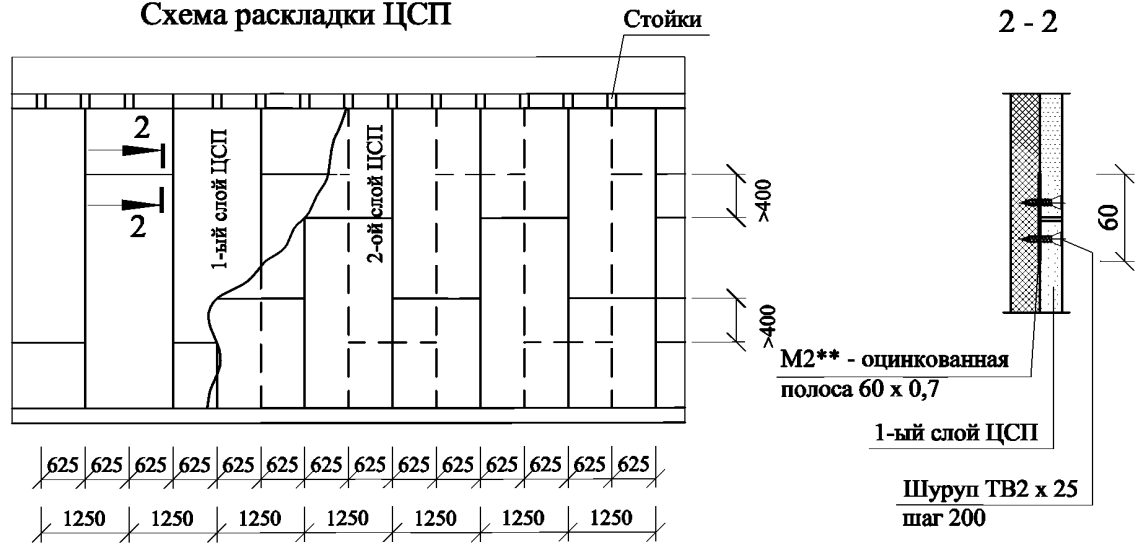 Схема раскладки ЦСП
Стойки
2 - 2
2
2
1-ый слой ЦСП
2-ой слой ЦСП
>400
>400
60
М2** - оцинкованная
полоса 60 х 0,7
1-ый слой ЦСП
Шуруп ТВ2 х 25
шаг 200
625 625 625 625 625 625 625 625 625 625 625 625 625 625
1250 1250 1250 1250 1250 1250 1250